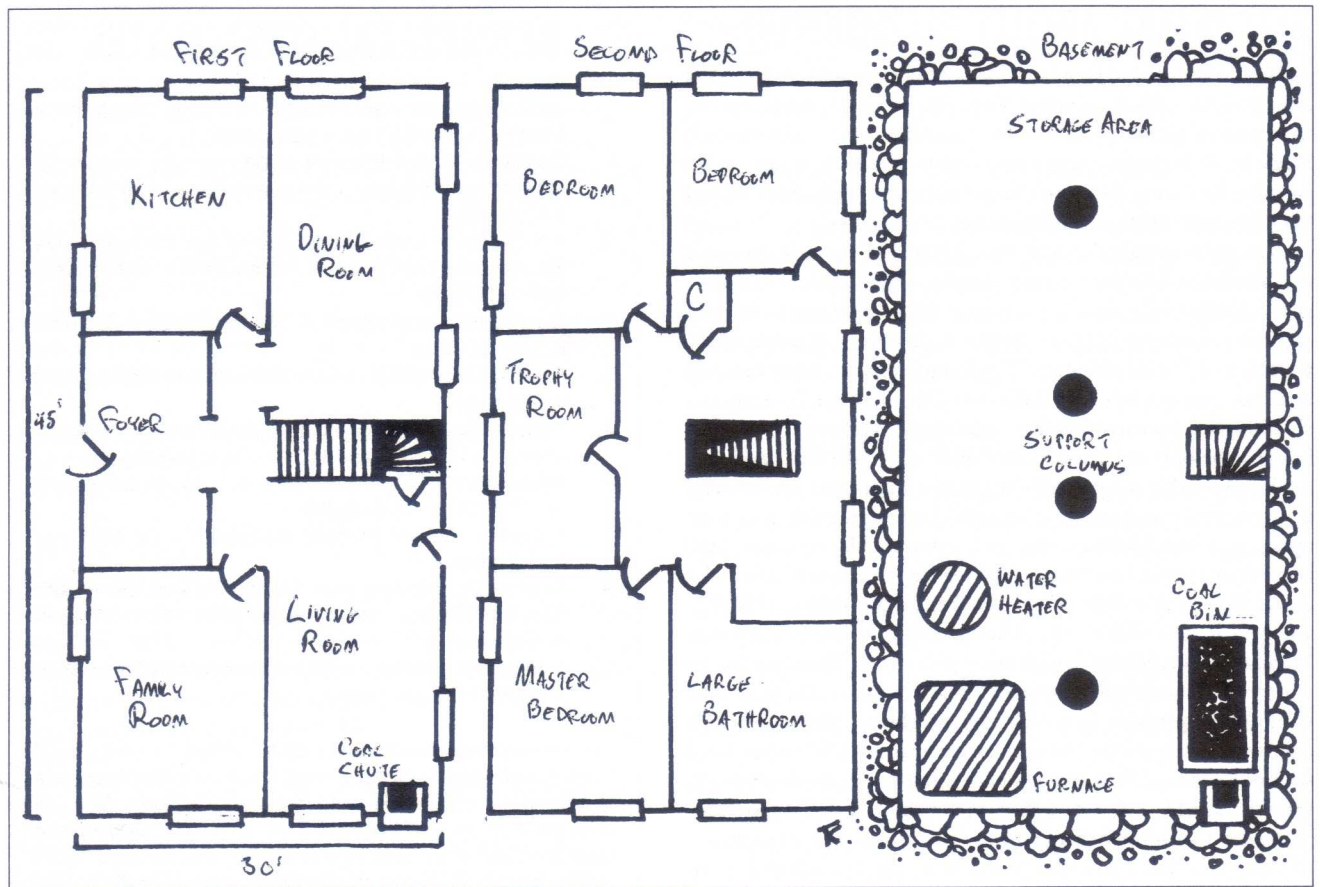 FIRST FLOOR
KITCHEN
DINING
ROOM
45'
FOYER
LIVING
ROOM
FAMILY
ROOM
COAL
CHUTE
30'
SECOND FLOOR
BEDROOM
BEDROOM
C
TROPHY
ROOM
MASTER
BEDROOM
LARGE
BATHROOM
BASEMENT
STORAGE AREA
SUPPORT
COLUMNS
WATER
HEATER
COAL
BIN
FURNACE